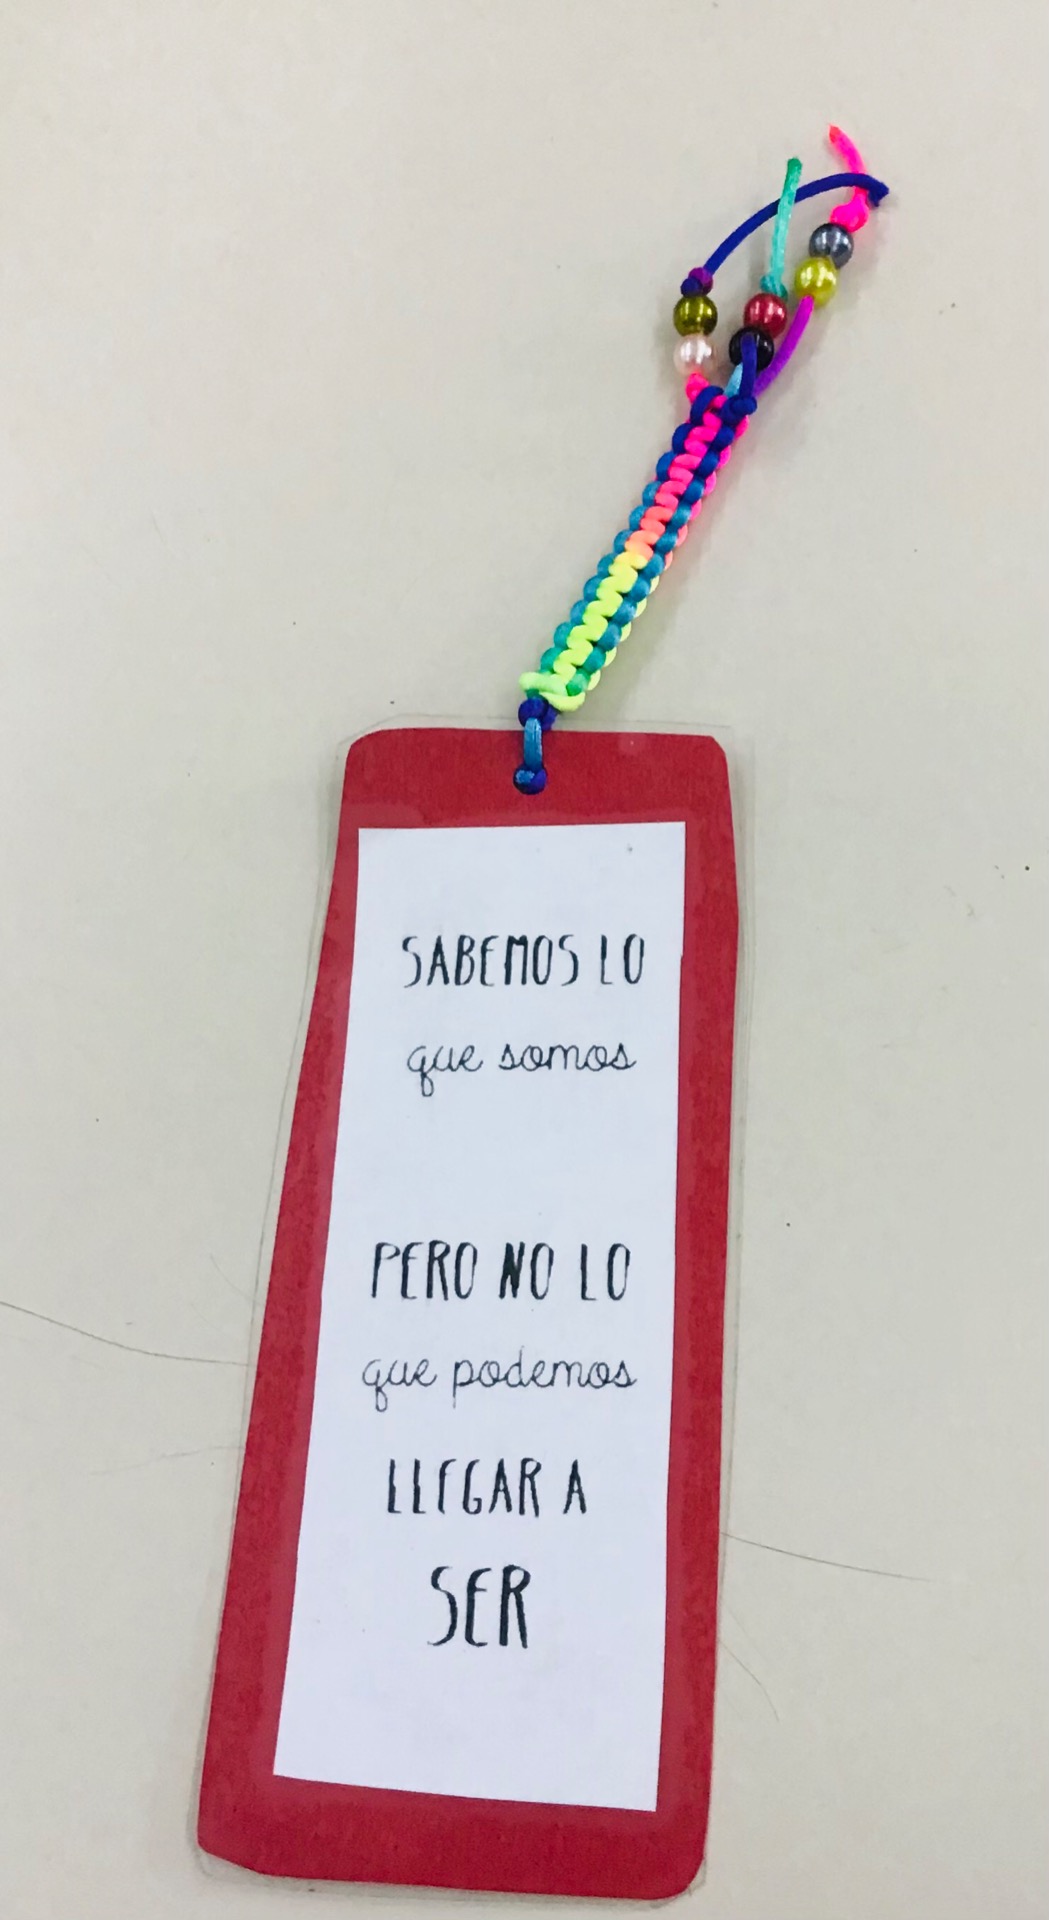 SABEMOS LO
que somos
PERO NO LO
que podemos
LLEGAR A
SER